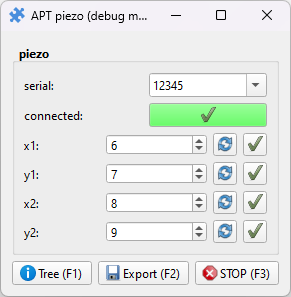 APT piezo (debug m...
piezo
serial: 12345
connected:
x1: 6
y1: 7
x2: 8
y2: 9
Tree (F1) Export (F2) STOP (F3)